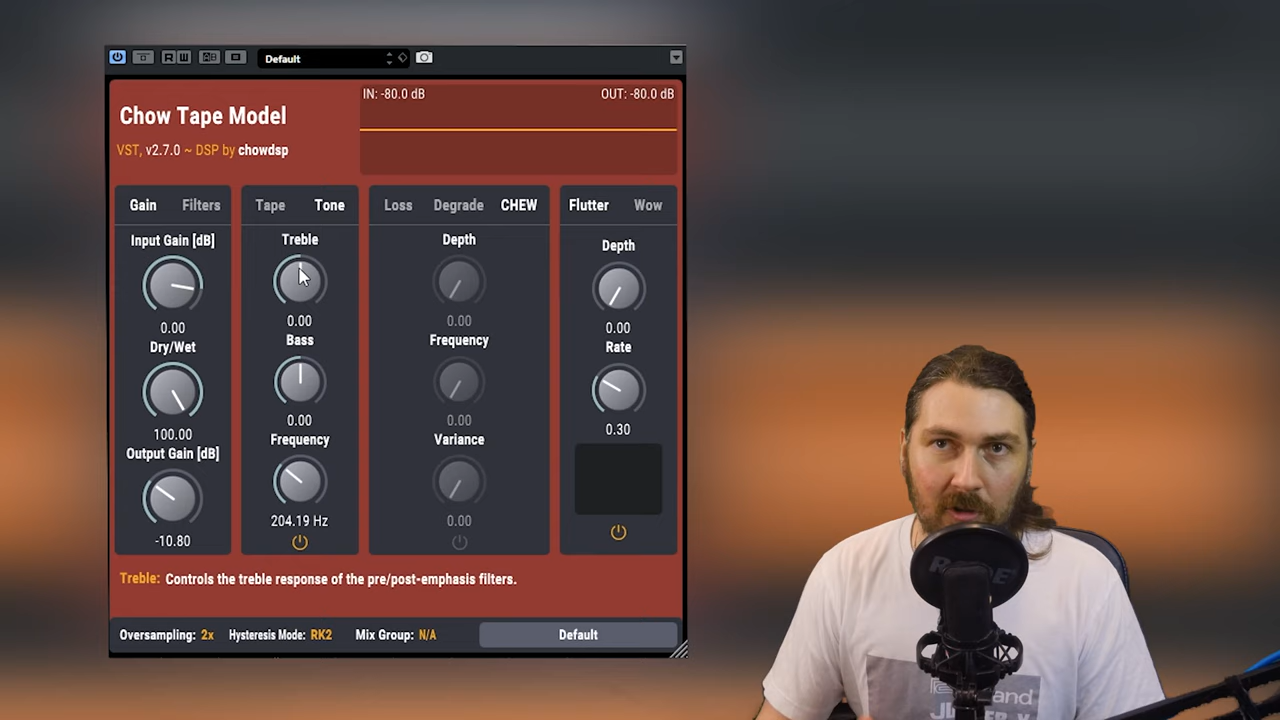 Default
Chow Tape Model
VST, v2.7.0 ~ DSP by chowdsp
IN: -80.0 dB
OUT: -80.0 dB
Gain Filters
Input Gain [dB]
0.00
Dry/Wet
100.00
Output Gain [dB]
-10.80
Tape Tone
Treble
0.00
Bass
0.00
Frequency
204.19 Hz
Loss Degrade CHEW
Depth
0.00
Frequency
0.00
Variance
0.00
Flutter Wow
Depth
0.00
Rate
0.30
Treble: Controls the treble response of the pre/post-emphasis filters.
Oversampling: 2x Hysteresis Mode: RK2 Mix Group: N/A Default